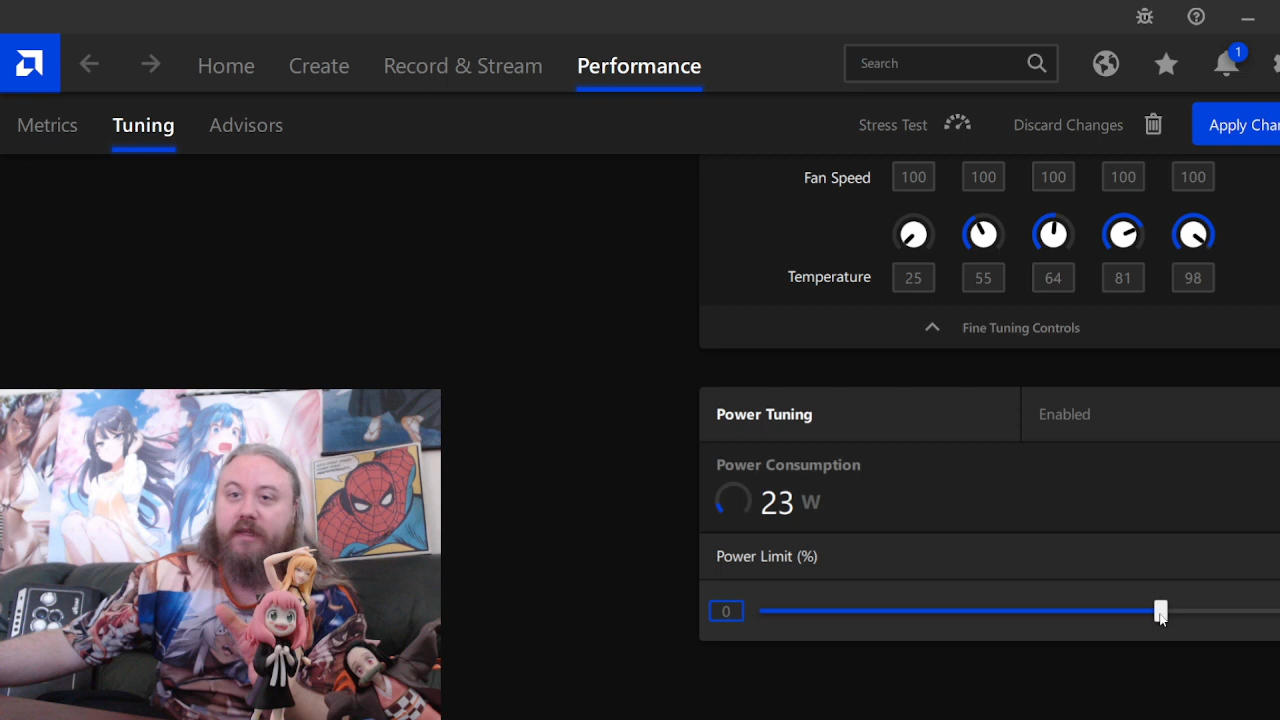 Home Create Record & Stream Performance Search 1
Metrics Tuning Advisors Stress Test Discard Changes Apply Chan
Fan Speed 100 100 100 100 100
Temperature 25 55 64 81 98
Fine Tuning Controls
Power Tuning Enabled
Power Consumption
23 W
Power Limit (%)
0